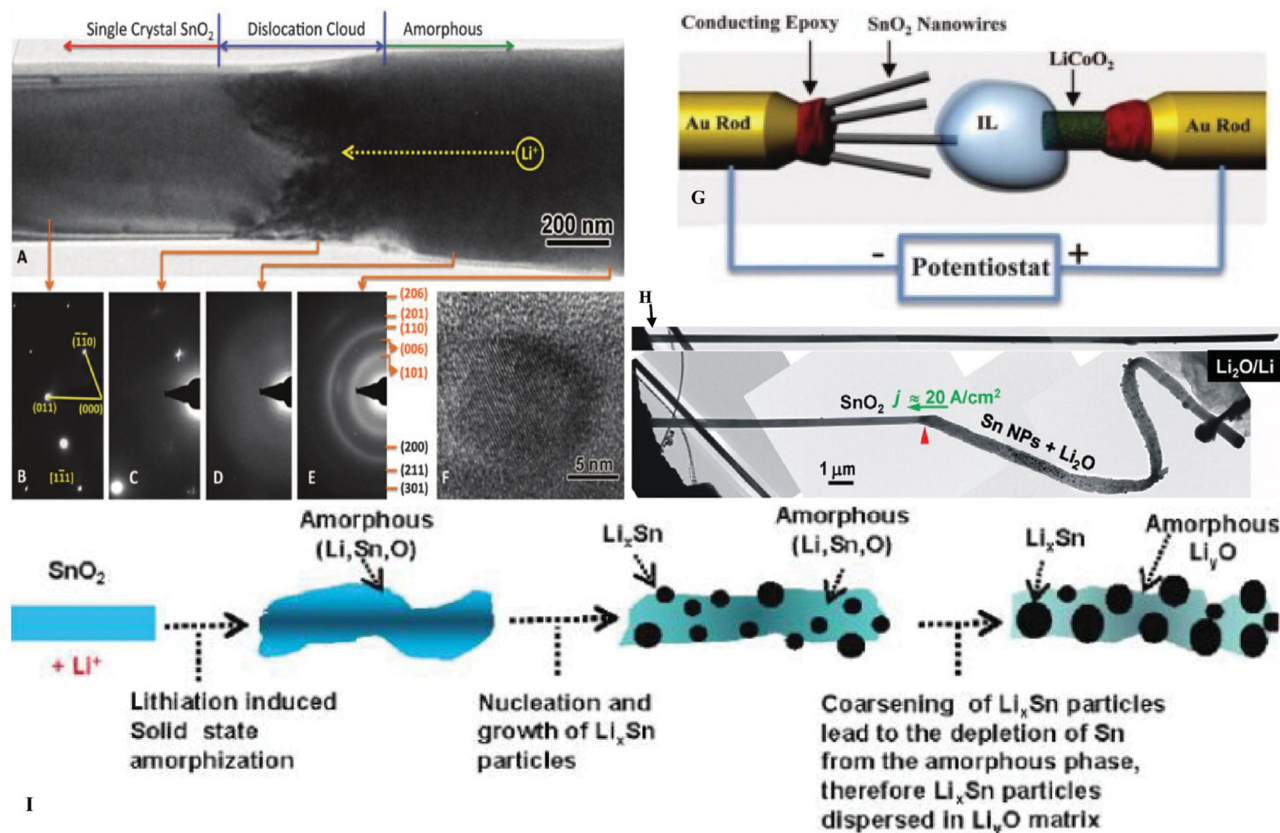 Single Crystal SnO₂
Dislocation Cloud
Amorphous
Li⁺
200 nm
A
(1̅1̅0)
(011)
(000)
[11̅1]
B
C
D
E
(206)
(201)
(110)
(006)
(101)
(200)
(211)
(301)
F
5 nm
Conducting Epoxy
SnO₂ Nanowires
LiCoO₂
Au Rod
IL
Au Rod
G
-
+
Potentiostat
H
Li₂O/Li
SnO₂
j ≈ 20 A/cm²
Sn NPs + Li₂O
1 μm
SnO₂
+ Li⁺
Lithiation induced
Solid state
amorphization
Amorphous
(Li,Sn,O)
Nucleation and
growth of LiₓSn
particles
LiₓSn
Amorphous
(Li,Sn,O)
Coarsening of LiₓSn particles
lead to the depletion of Sn
from the amorphous phase,
therefore LiₓSn particles
dispersed in LiᵧO matrix
LiₓSn
Amorphous
LiᵧO
I